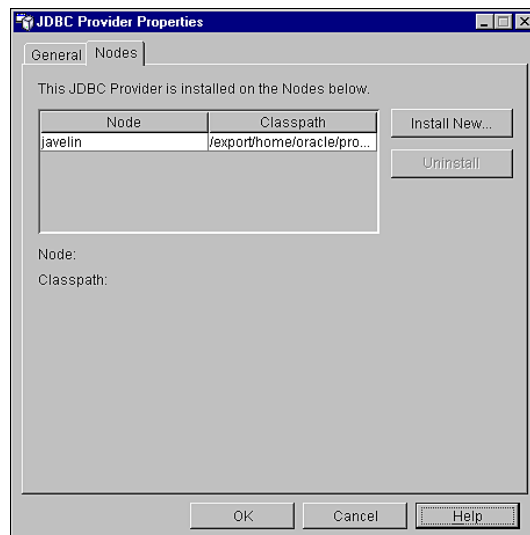 JDBC Provider Properties
General Nodes
This JDBC Provider is installed on the Nodes below.
Node Classpath Install New...
javelin /export/home/oracle/pro...
Uninstall
Node:
Classpath:
OK Cancel Help